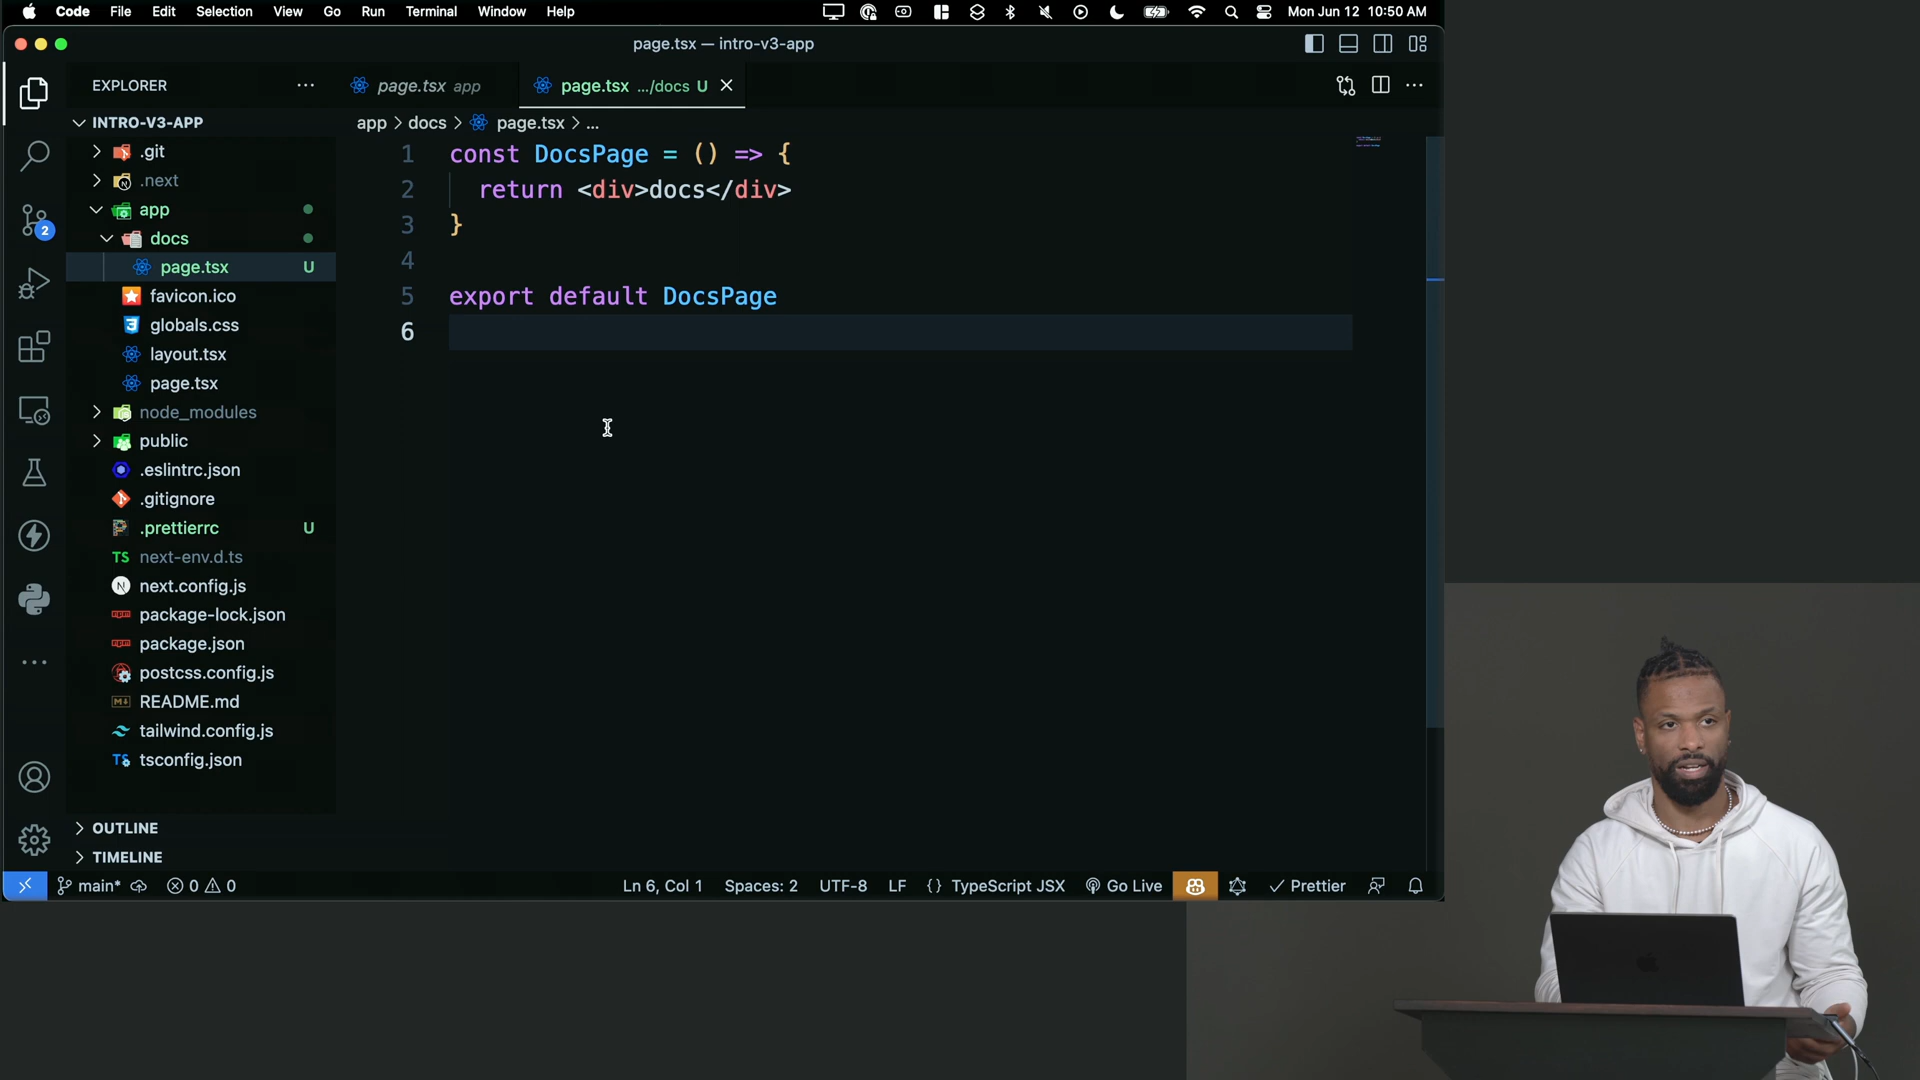 Code File Edit Selection View Go Run Terminal Window Help Mon Jun 12 10:50 AM
page.tsx — intro-v3-app
EXPLORER
page.tsx app
page.tsx .../docs U
INTRO-V3-APP
app > docs > page.tsx > ...
.git
.next
app
docs
page.tsx U
favicon.ico
globals.css
layout.tsx
page.tsx
node_modules
public
.eslintrc.json
.gitignore
.prettierrc U
TS next-env.d.ts
next.config.js
package-lock.json
package.json
postcss.config.js
README.md
tailwind.config.js
tsconfig.json
OUTLINE
TIMELINE
2
1 const DocsPage = () => {
2 return <div>docs</div>
3 }
4
5 export default DocsPage
6
main* 0 0 Ln 6, Col 1 Spaces: 2 UTF-8 LF {} TypeScript JSX Go Live Prettier